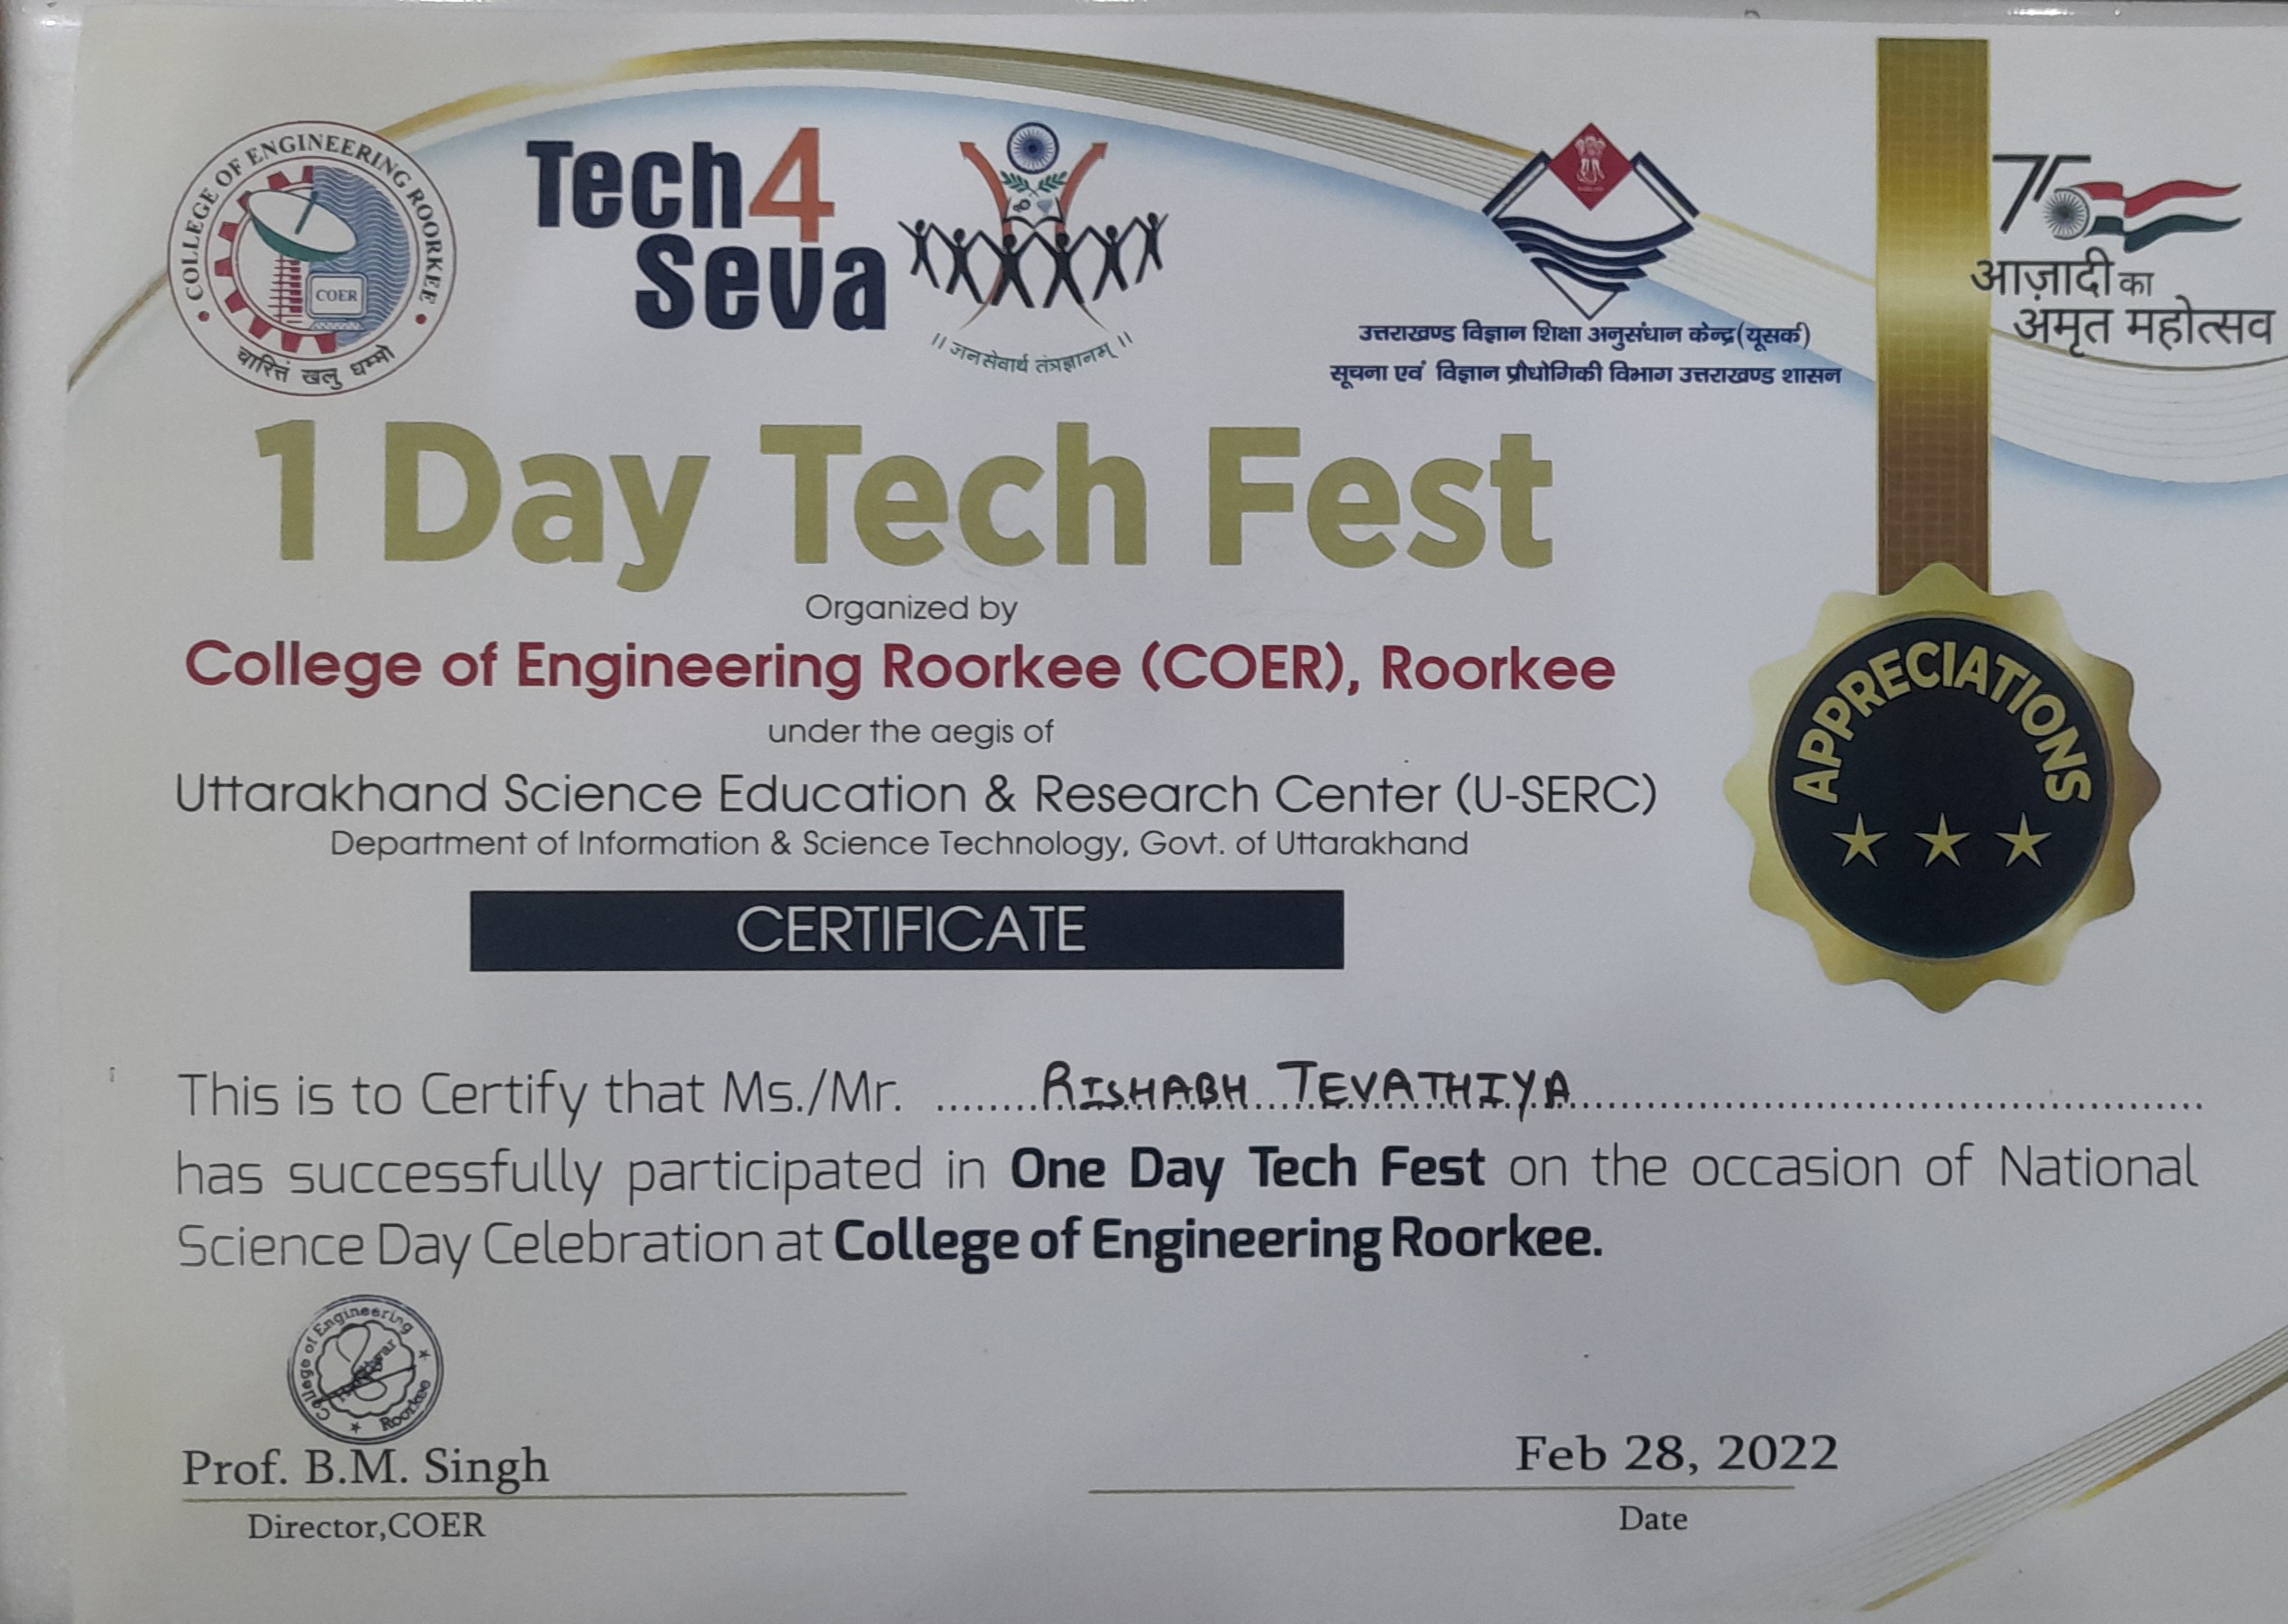 COLLEGE OF ENGINEERING ROORKEE
COER
चारित्तं खलु धम्मो
Tech4
Seva
|| जनसेवार्थ तंत्रज्ञानम् ||
उत्तराखण्ड विज्ञान शिक्षा अनुसंधान केन्द्र (यूसर्क)
सूचना एवं विज्ञान प्रौधोगिकी विभाग उत्तराखण्ड शासन
75
आज़ादी का
अमृत महोत्सव
1 Day Tech Fest
Organized by
College of Engineering Roorkee (COER), Roorkee
under the aegis of
Uttarakhand Science Education & Research Center (U-SERC)
Department of Information & Science Technology, Govt. of Uttarakhand
APPRECIATIONS
CERTIFICATE
This is to Certify that Ms./Mr. RISHABH TEVATHIYA
has successfully participated in One Day Tech Fest on the occasion of National
Science Day Celebration at College of Engineering Roorkee.
College of Engineering
Roorkee
Prof. B.M. Singh
Director,COER
Feb 28, 2022
Date